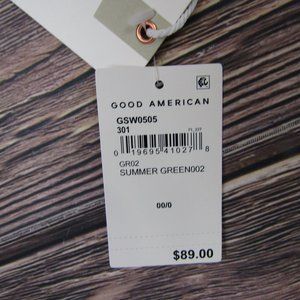 GOOD AMERICAN
GSW0505
301
0 19695 41027 8
GR02
SUMMER GREEN002
00/0
$89.00